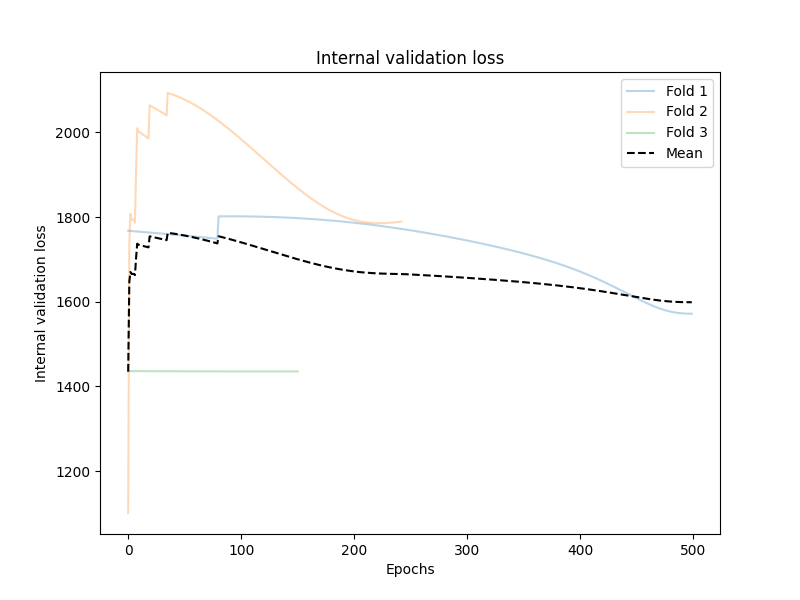 Internal validation loss
Fold 1
Fold 2
Fold 3
Mean
Internal validation loss
2000
1800
1600
1400
1200
0 100 200 300 400 500
Epochs